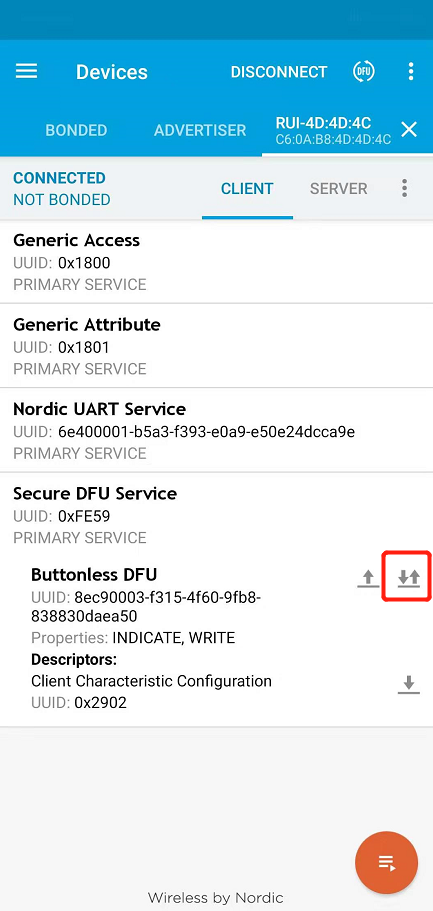 Devices
DISCONNECT
DFU
BONDED
ADVERTISER
RUI-4D:4D:4C
C6:0A:B8:4D:4D:4C
CONNECTED
NOT BONDED
CLIENT
SERVER
Generic Access
UUID: 0x1800
PRIMARY SERVICE
Generic Attribute
UUID: 0x1801
PRIMARY SERVICE
Nordic UART Service
UUID: 6e400001-b5a3-f393-e0a9-e50e24dcca9e
PRIMARY SERVICE
Secure DFU Service
UUID: 0xFE59
PRIMARY SERVICE
Buttonless DFU
UUID: 8ec90003-f315-4f60-9fb8-
838830daea50
Properties: INDICATE, WRITE
Descriptors:
Client Characteristic Configuration
UUID: 0x2902
Wireless by Nordic